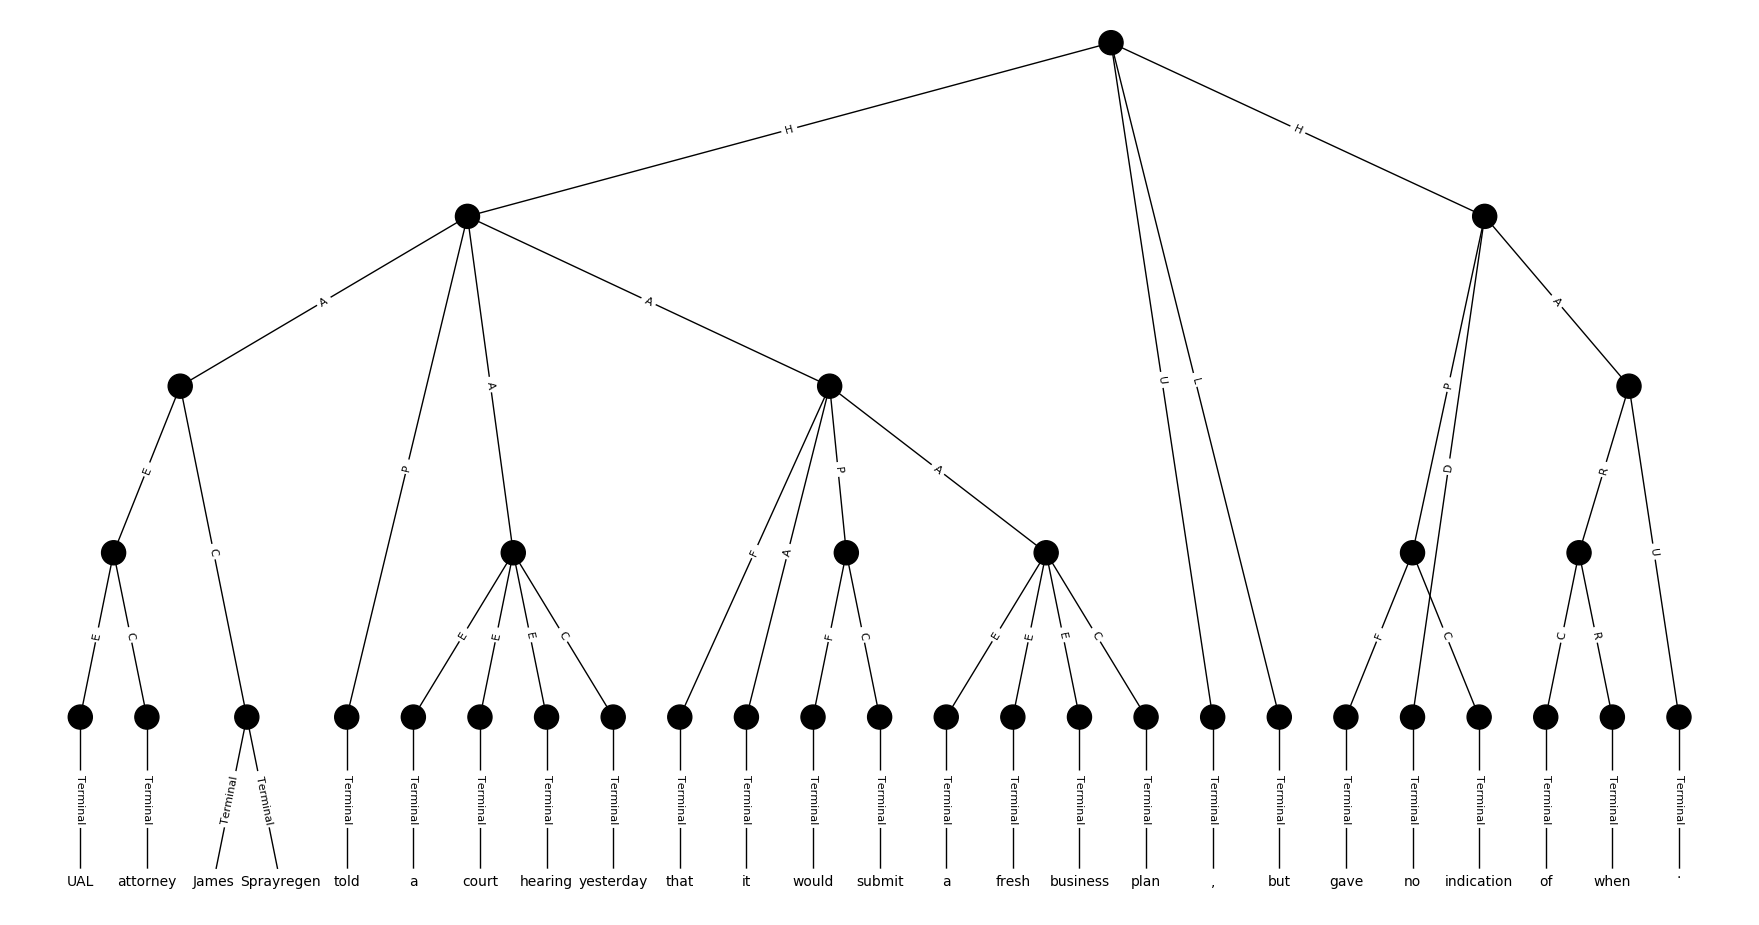 H H
A A U L P D A
E C P A F A P A R U
E C E E E C F C E E E C F C C R
Terminal Terminal Terminal Terminal Terminal Terminal Terminal Terminal Terminal Terminal Terminal Terminal Terminal Terminal Terminal Terminal Terminal Terminal Terminal Terminal Terminal Terminal Terminal Terminal Terminal
UAL attorney James Sprayregen told a court hearing yesterday that it would submit a fresh business plan , but gave no indication of when .